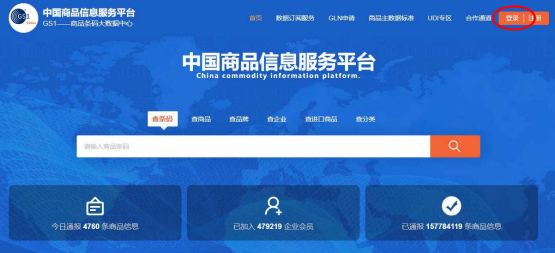 中国商品信息服务平台
GS1——商品条码大数据中心
首页 数据订阅服务 GLN申请 商品主数据标准 UDI专区 合作通道 登录 | 注册
中国商品信息服务平台
China commodity information platform.
查条码 查商品 查品牌 查企业 查进口商品 查分类
请输入商品条码
今日通报 4760 条商品信息
已加入 479219 企业会员
已通报 157784119 条商品信息